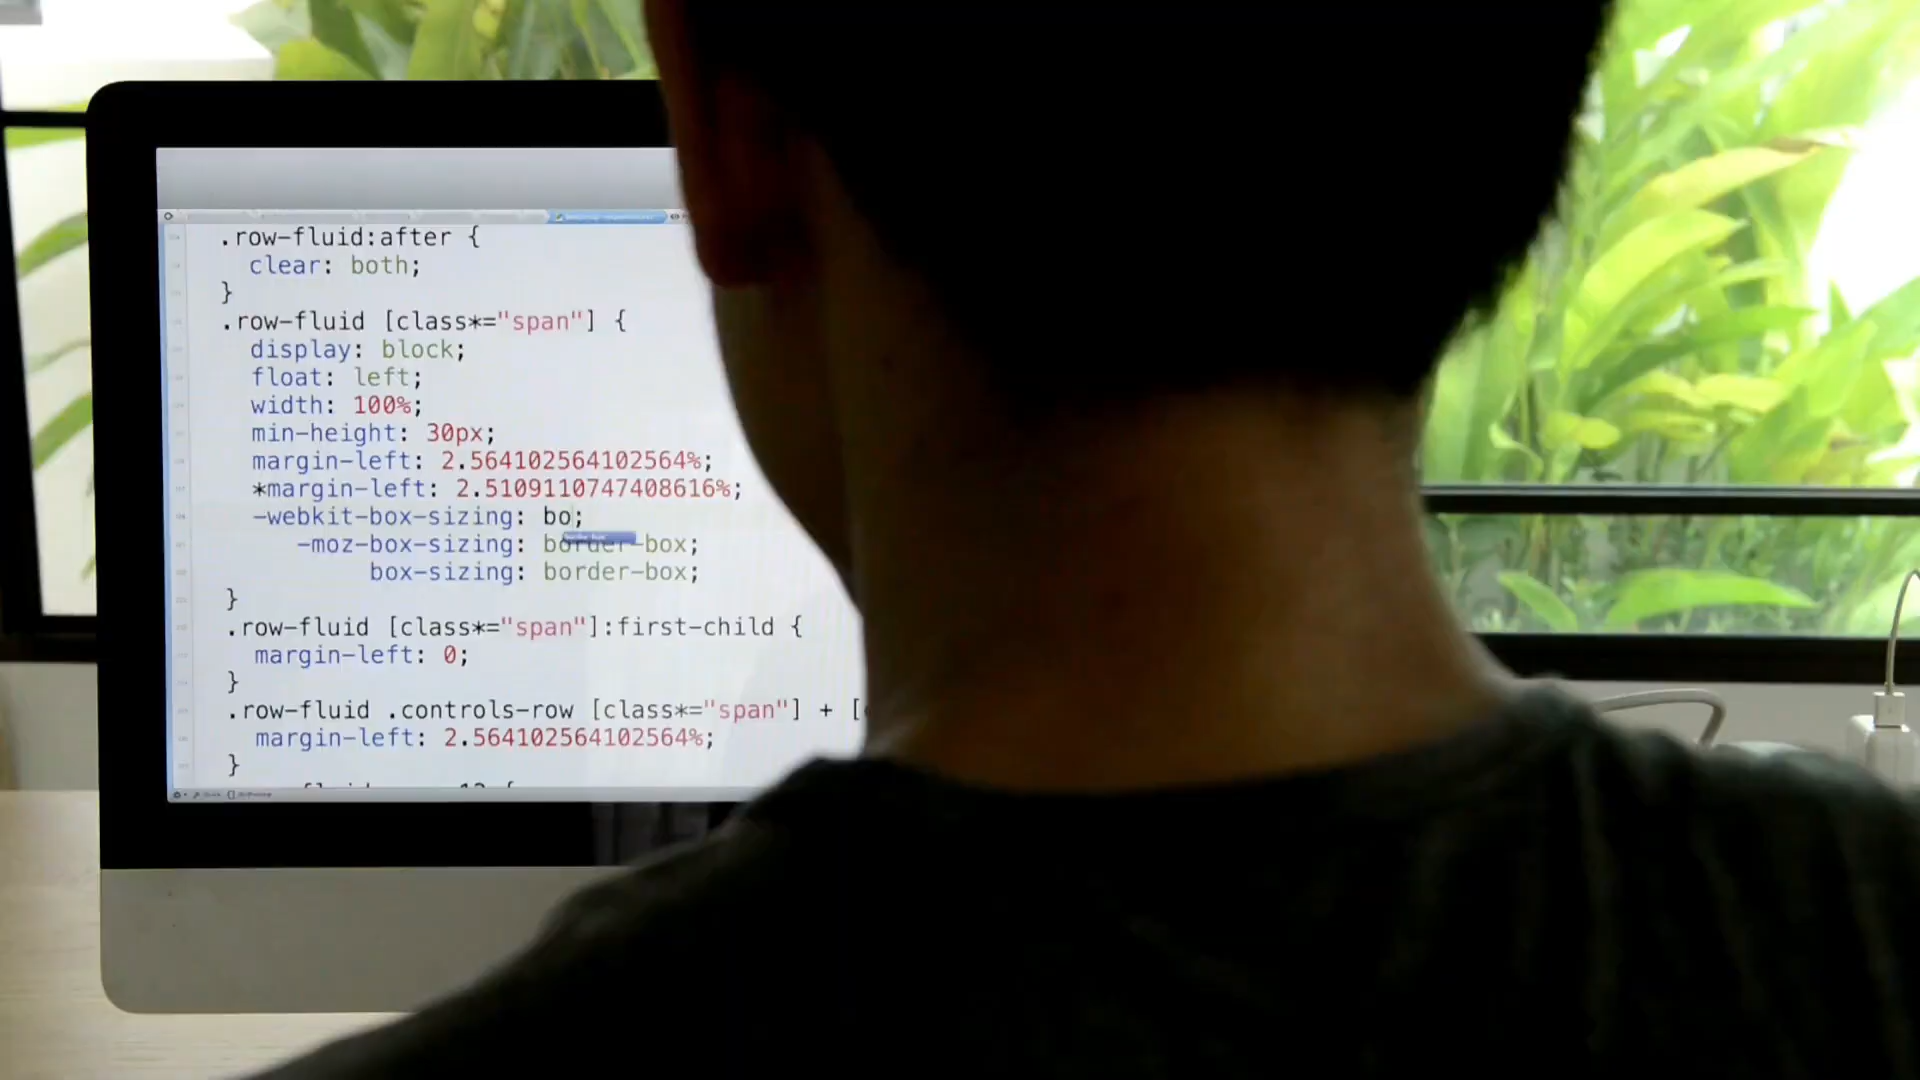 .row-fluid:after {
clear: both;
}
.row-fluid [class*="span"] {
display: block;
float: left;
width: 100%;
min-height: 30px;
margin-left: 2.564102564102564%;
*margin-left: 2.5109110747408616%;
-webkit-box-sizing: bo;
-moz-box-sizing: border-box;
box-sizing: border-box;
}
.row-fluid [class*="span"]:first-child {
margin-left: 0;
}
.row-fluid .controls-row [class*="span"] + [
margin-left: 2.564102564102564%;
}